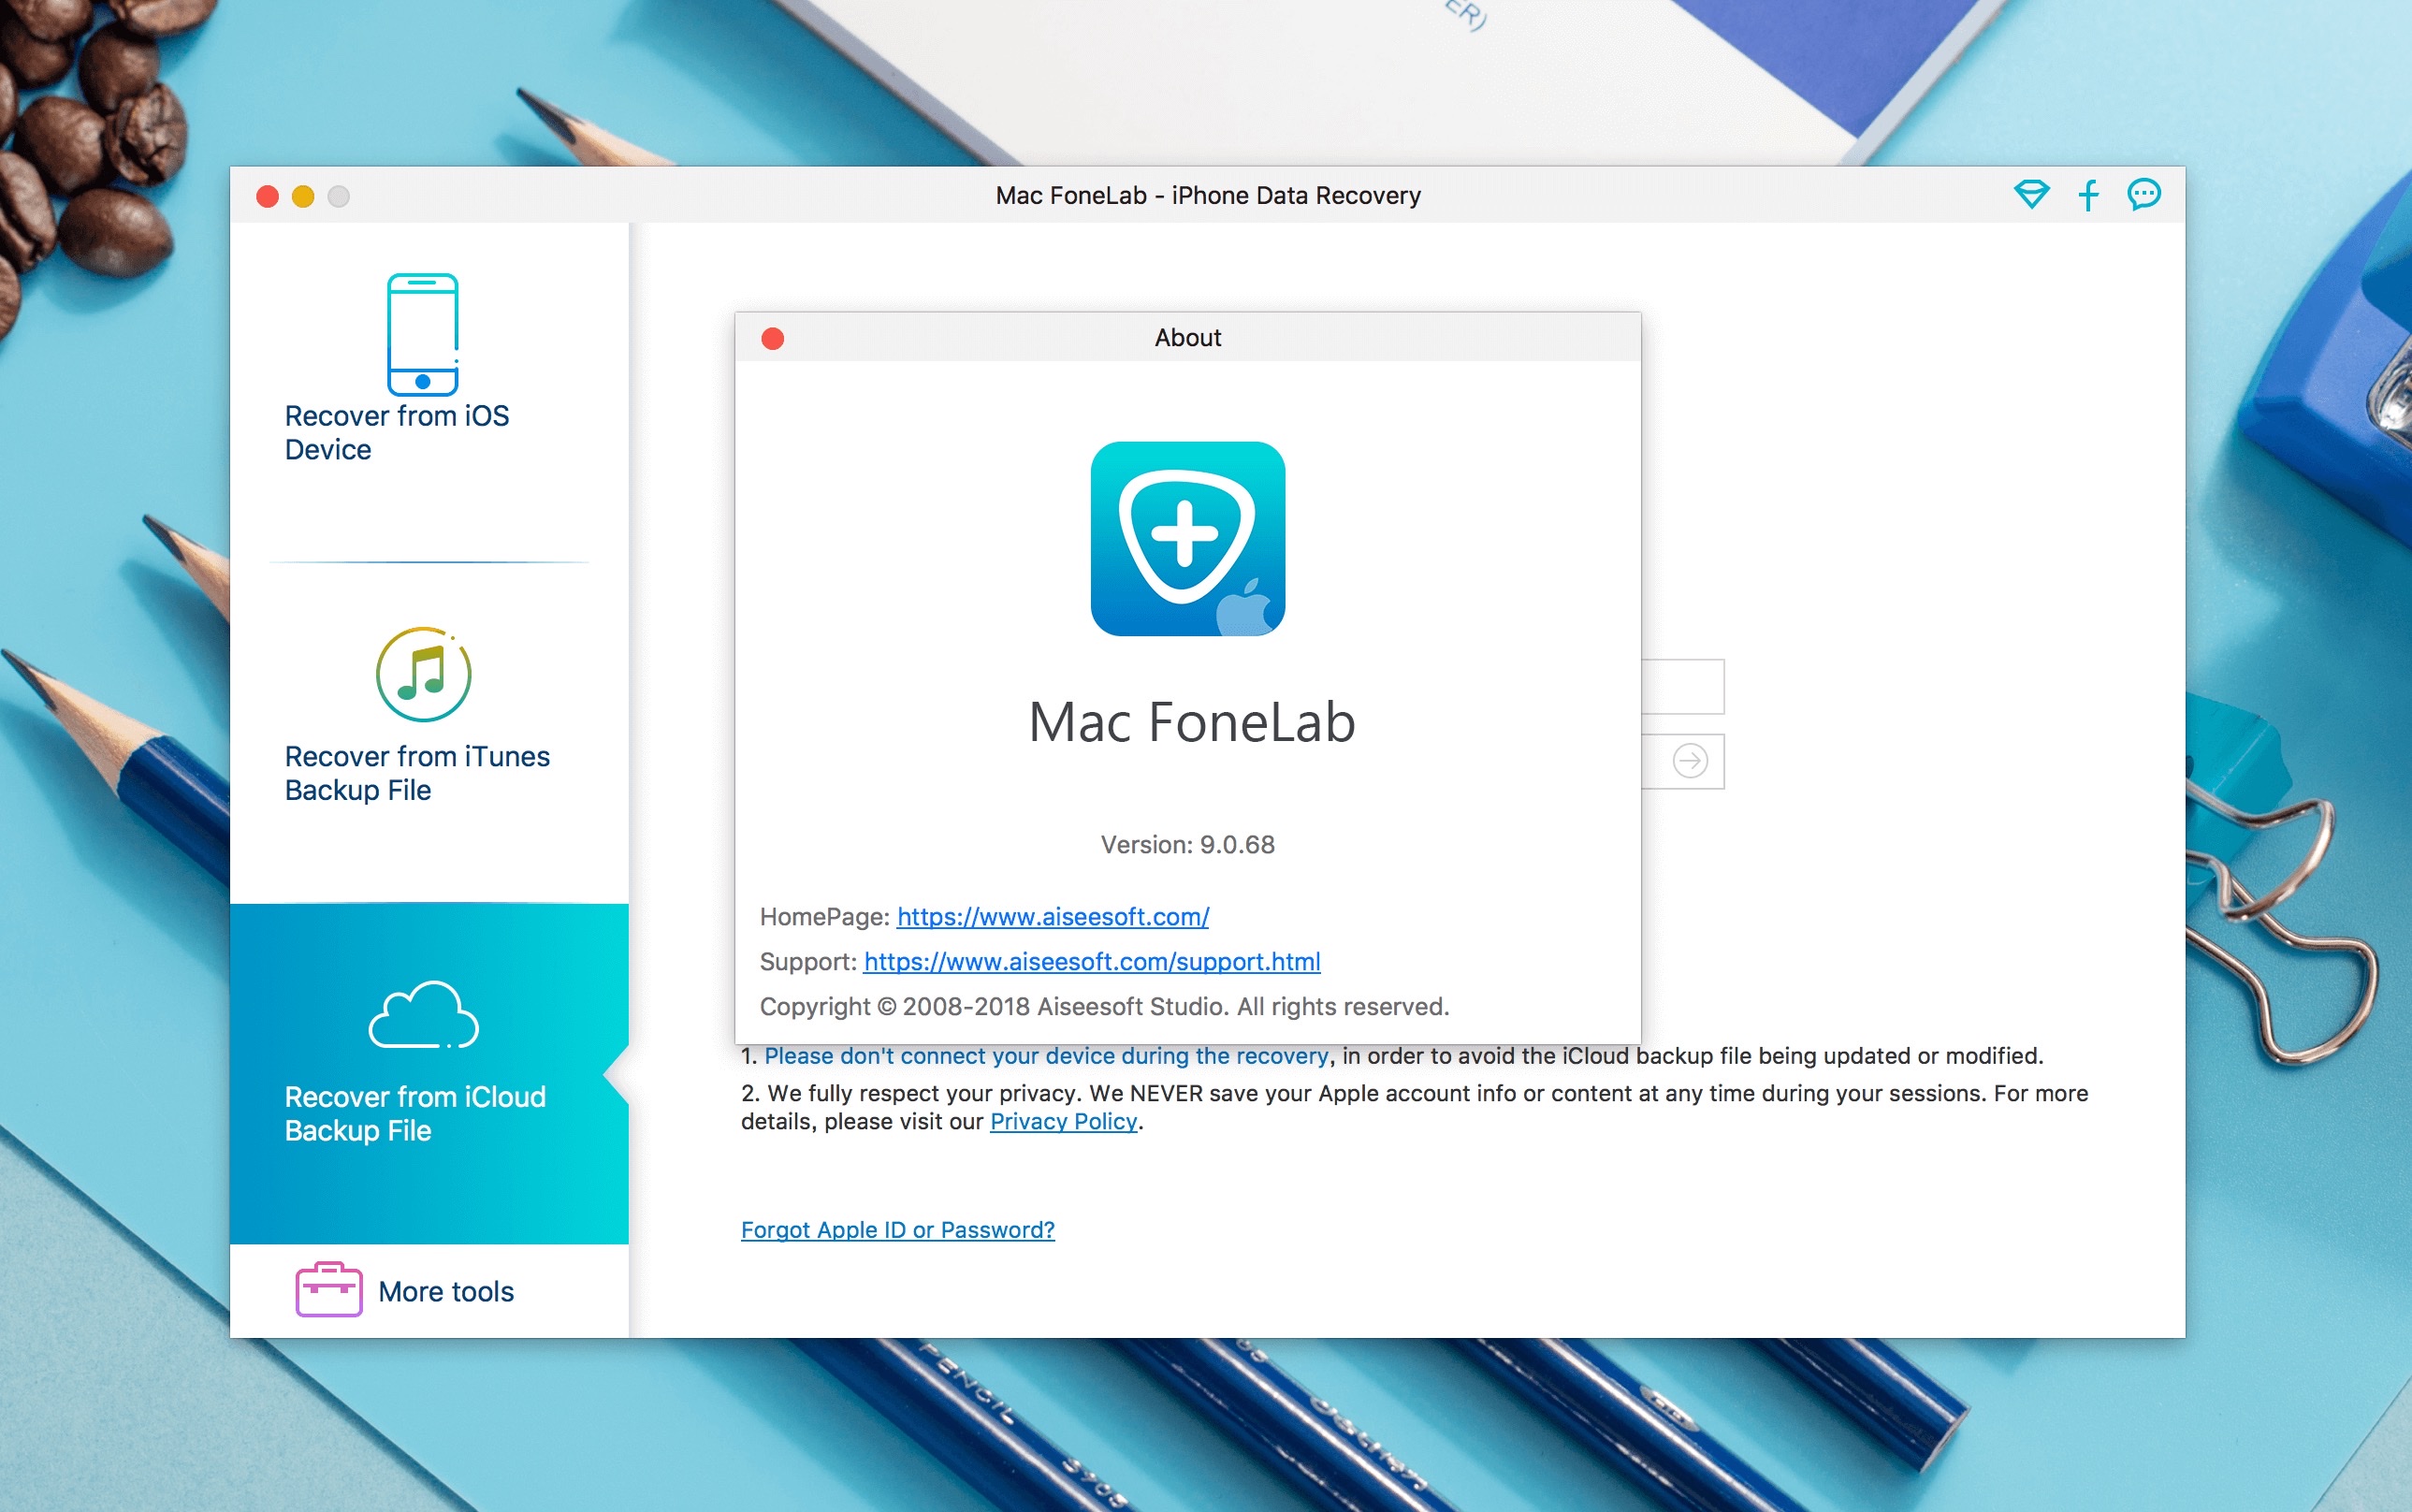 ER)
Mac FoneLab - iPhone Data Recovery
Recover from iOS
Device
Recover from iTunes
Backup File
Recover from iCloud
Backup File
More tools
About
Mac FoneLab
Version: 9.0.68
HomePage: https://www.aiseesoft.com/
Support: https://www.aiseesoft.com/support.html
Copyright © 2008-2018 Aiseesoft Studio. All rights reserved.
1. Please don't connect your device during the recovery, in order to avoid the iCloud backup file being updated or modified.
2. We fully respect your privacy. We NEVER save your Apple account info or content at any time during your sessions. For more
details, please visit our Privacy Policy.
Forgot Apple ID or Password?
PENCIL